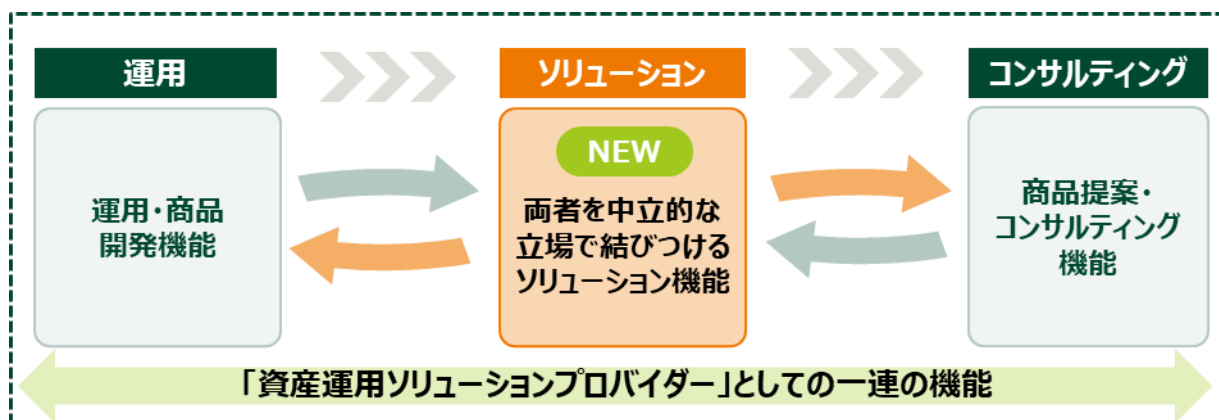 運用
ソリューション
コンサルティング
運用・商品
開発機能
NEW
両者を中立的な
立場で結びつける
ソリューション機能
商品提案・
コンサルティング
機能
「資産運用ソリューションプロバイダー」としての一連の機能